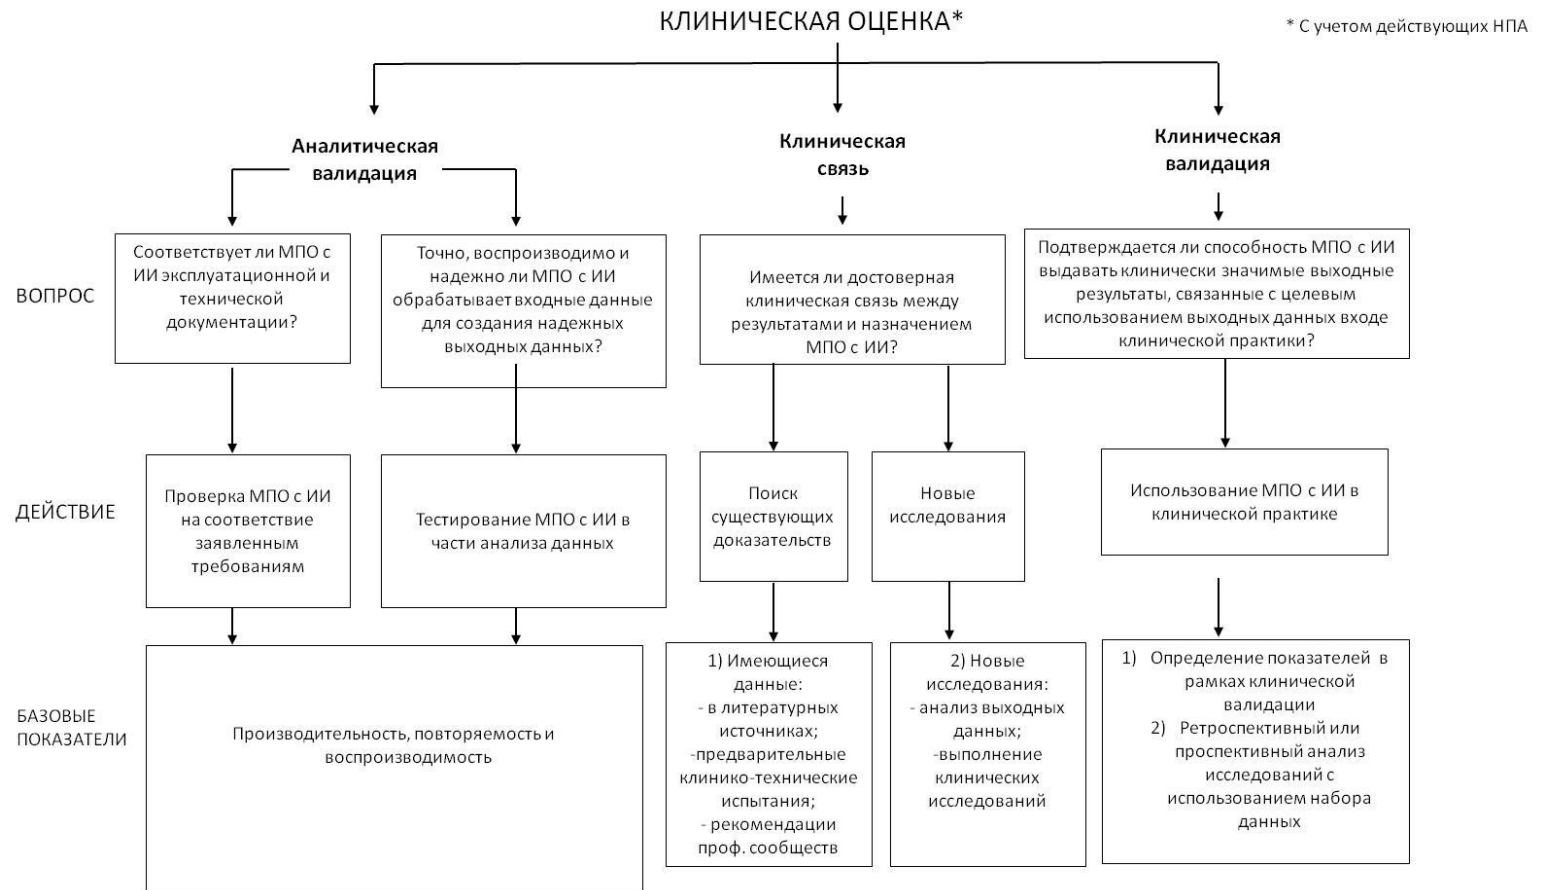 КЛИНИЧЕСКАЯ ОЦЕНКА*
* С учетом действующих НПА
Аналитическая
валидация
Клиническая
связь
Клиническая
валидация
ВОПРОС
Соответствует ли МПО с
ИИ эксплуатационной и
технической
документации?
Точно, воспроизводимо и
надежно ли МПО с ИИ
обрабатывает входные данные
для создания надежных
выходных данных?
Имеется ли достоверная
клиническая связь между
результатами и назначением
МПО с ИИ?
Подтверждается ли способность МПО с ИИ
выдавать клинически значимые выходные
результаты, связанные с целевым
использованием выходных данных входе
клинической практики?
ДЕЙСТВИЕ
Проверка МПО с ИИ
на соответствие
заявленным
требованиям
Тестирование МПО с ИИ в
части анализа данных
Поиск
существующих
доказательств
Новые
исследования
Использование МПО с ИИ в
клинической практике
БАЗОВЫЕ
ПОКАЗАТЕЛИ
Производительность, повторяемость и
воспроизводимость
1) Имеющиеся
данные:
- в литературных
источниках;
-предварительные
клинико-технические
испытания;
- рекомендации
проф. сообществ
2) Новые
исследования:
- анализ выходных
данных;
-выполнение
клинических
исследований
1) Определение показателей в
рамках клинической
валидации
2) Ретроспективный или
проспективный анализ
исследований с
использованием набора
данных